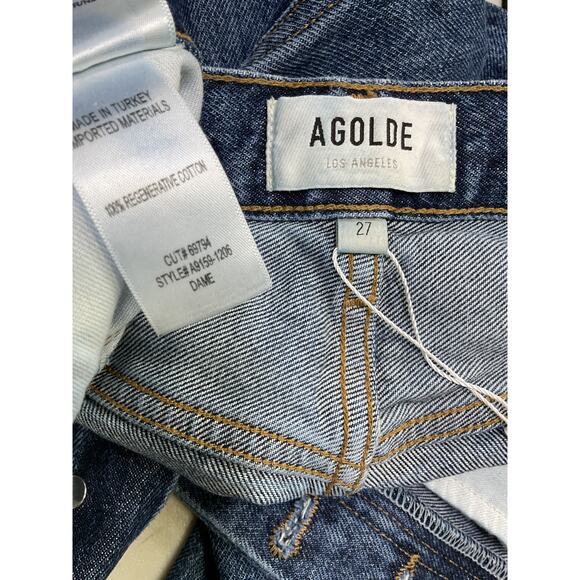 MADE IN TURKEY
IMPORTED MATERIALS
100% REGENERATIVE COTTON
CUT# 69794
STYLE# A9159-1206
DAME
AGOLDE
LOS ANGELES
27